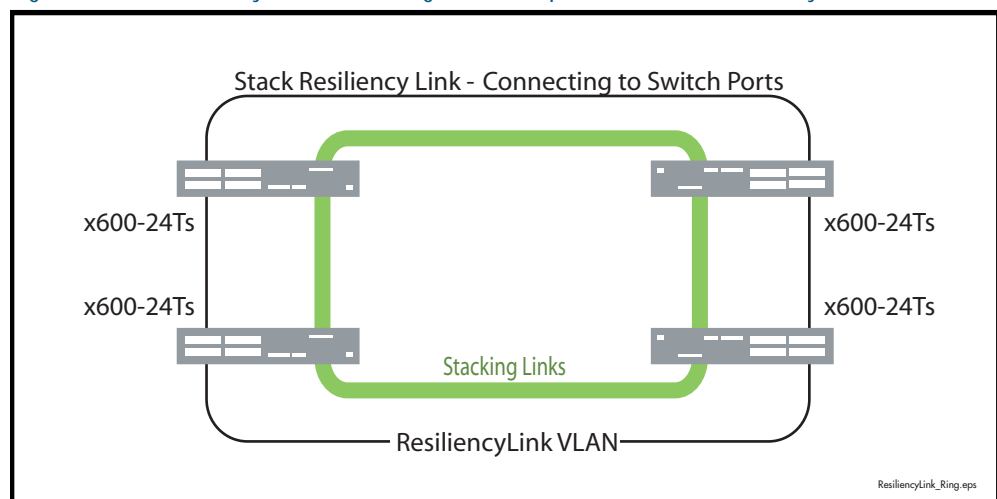 Stack Resiliency Link - Connecting to Switch Ports
x600-24Ts
x600-24Ts
x600-24Ts
x600-24Ts
Stacking Links
ResiliencyLink VLAN
ResiliencyLink_Ring.eps